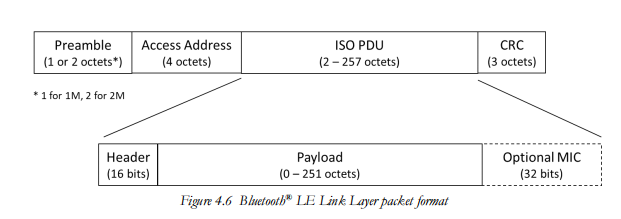 Preamble
(1 or 2 octets*)
Access Address
(4 octets)
ISO PDU
(2 – 257 octets)
CRC
(3 octets)
* 1 for 1M, 2 for 2M
Header
(16 bits)
Payload
(0 – 251 octets)
Optional MIC
(32 bits)
Figure 4.6 Bluetooth® LE Link Layer packet format